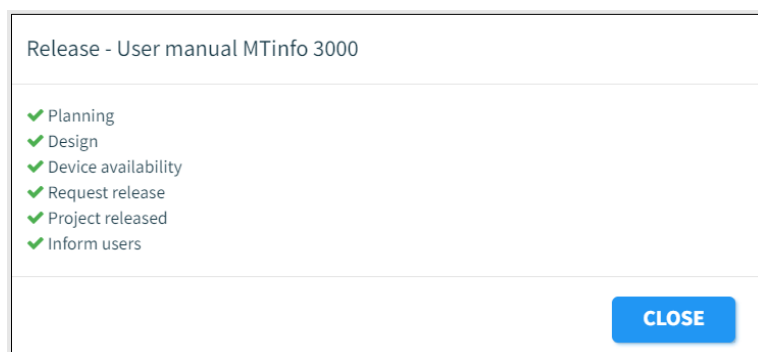 Release - User manual MTinfo 3000
Planning
Design
Device availability
Request release
Project released
Inform users
CLOSE